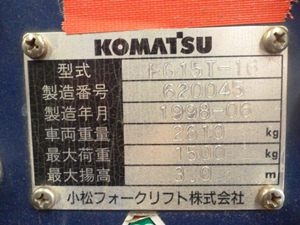 KOMATSU
型式 FG15T-16
製造番号 620045
製造年月 1998-06
車両重量 2610 kg
最大荷重 1500 kg
最大揚高 3.0 m
小松フォークリフト株式会社